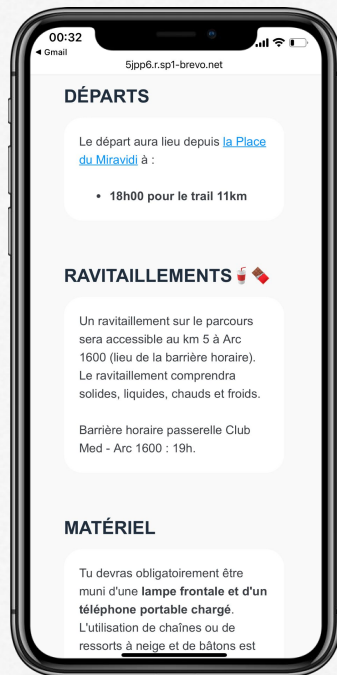 00:32
◀ Gmail
5jpp6.r.sp1-brevo.net
DÉPARTS
Le départ aura lieu depuis la Place
du Miravidi à :
• 18h00 pour le trail 11km
RAVITAILLEMENTS🥤🍫
Un ravitaillement sur le parcours
sera accessible au km 5 à Arc
1600 (lieu de la barrière horaire).
Le ravitaillement comprendra
solides, liquides, chauds et froids.
Barrière horaire passerelle Club
Med - Arc 1600 : 19h.
MATÉRIEL
Tu devras obligatoirement être
muni d'une lampe frontale et d'un
téléphone portable chargé.
L'utilisation de chaînes ou de
ressorts à neige et de bâtons est